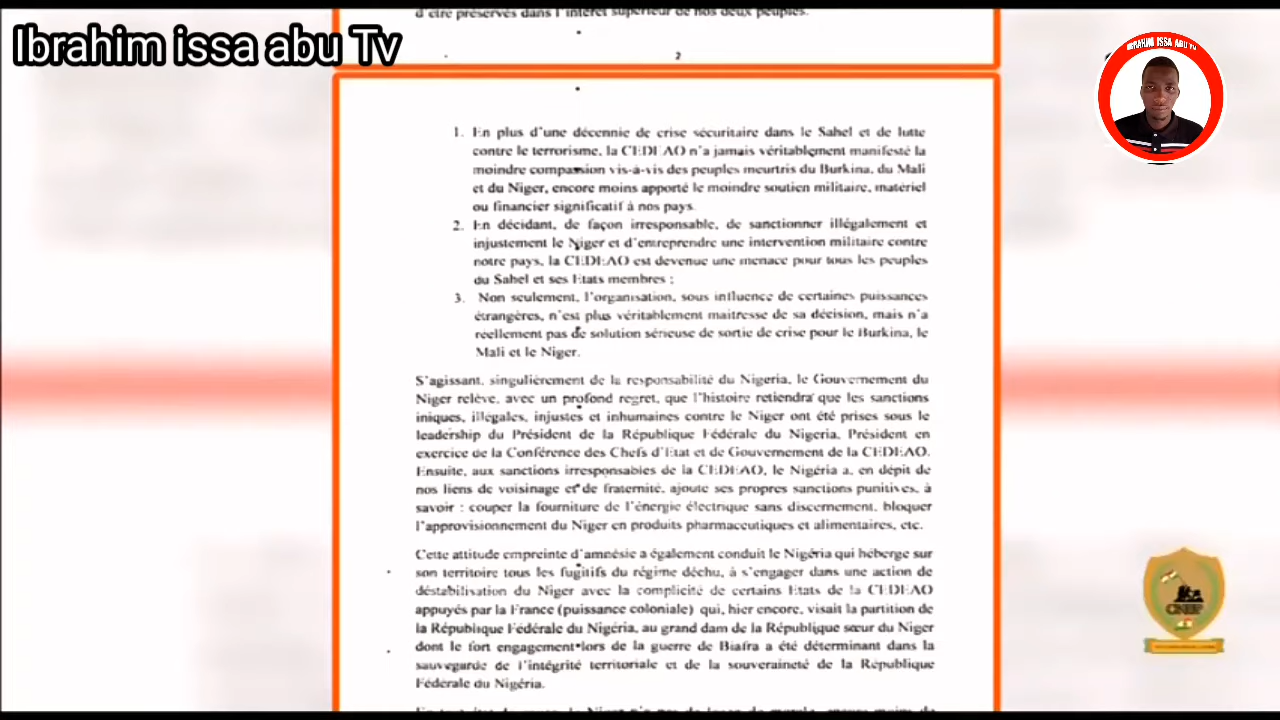 d'être préservés dans l'intérêt supérieur de nos deux peuples.
Ibrahim issa abu Tv
IBRAHIM ISSA ABU TV
2
1. En plus d'une décennie de crise sécuritaire dans le Sahel et de lutte
contre le terrorisme, la CEDEAO n'a jamais véritablement manifesté la
moindre compassion vis-à-vis des peuples meurtris du Burkina, du Mali
et du Niger, encore moins apporté le moindre soutien militaire, matériel
ou financier significatif à nos pays.
2. En décidant, de façon irresponsable, de sanctionner illégalement et
injustement le Niger et d'entreprendre une intervention militaire contre
notre pays, la CEDEAO est devenue une menace pour tous les peuples
du Sahel et ses Etats membres ;
3. Non seulement, l'organisation, sous influence de certaines puissances
étrangères, n'est plus véritablement maitresse de sa décision, mais n'a
réellement pas de solution sérieuse de sortie de crise pour le Burkina, le
Mali et le Niger.
S'agissant, singulièrement de la responsabilité du Nigeria, le Gouvernement du
Niger relève, avec un profond regret, que l'histoire retiendra que les sanctions
iniques, illégales, injustes et inhumaines contre le Niger ont été prises sous le
leadership du Président de la République Fédérale du Nigeria, Président en
exercice de la Conférence des Chefs d'Etat et de Gouvernement de la CEDEAO.
Ensuite, aux sanctions irresponsables de la CEDEAO, le Nigéria a, en dépit de
nos liens de voisinage et de fraternité, ajoute ses propres sanctions punitives, à
savoir : couper la fourniture de l'énergie électrique sans discernement, bloquer
l'approvisionnement du Niger en produits pharmaceutiques et alimentaires, etc.
Cette attitude empreinte d'amnésie a également conduit le Nigéria qui héberge sur
son territoire tous les fugitifs du régime déchu, à s'engager dans une action de
déstabilisation du Niger avec la complicité de certains Etats de la CEDEAO
appuyés par la France (puissance coloniale) qui, hier encore, visait la partition de
la République Fédérale du Nigéria, au grand dam de la République sœur du Niger
dont le fort engagement lors de la guerre de Biafra a été déterminant dans la
sauvegarde de l'intégrité territoriale et de la souveraineté de la République
Fédérale du Nigéria.
CNSP